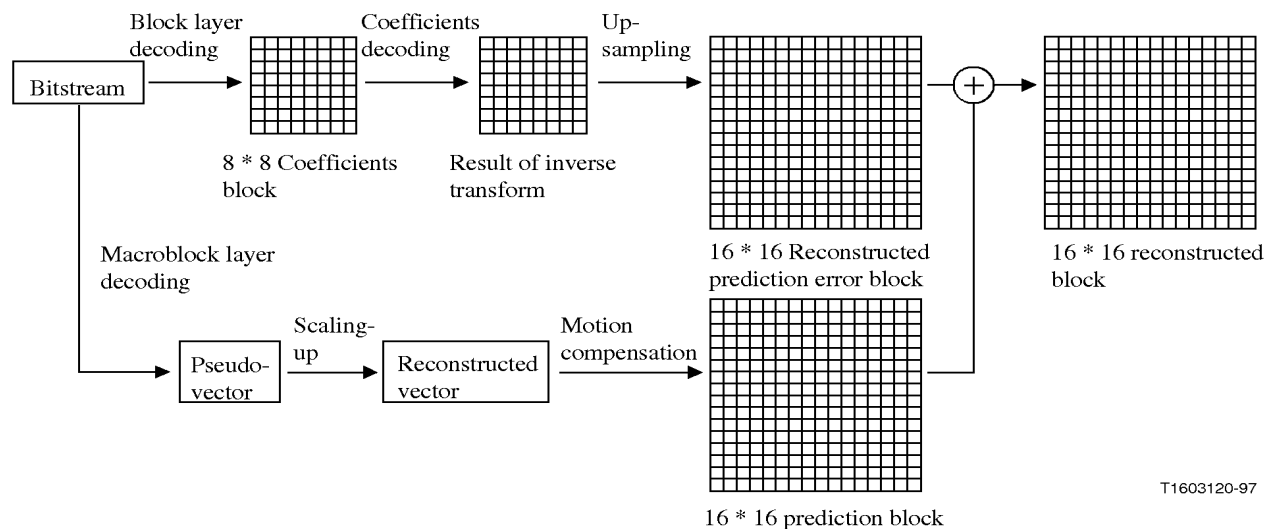 Block layer
decoding
Coefficients
decoding
Up-
sampling
Bitstream
+
8 * 8 Coefficients
block
Result of inverse
transform
16 * 16 Reconstructed
prediction error block
16 * 16 reconstructed
block
Macroblock layer
decoding
Scaling-
up
Motion
compensation
Pseudo-
vector
Reconstructed
vector
16 * 16 prediction block
T1603120-97